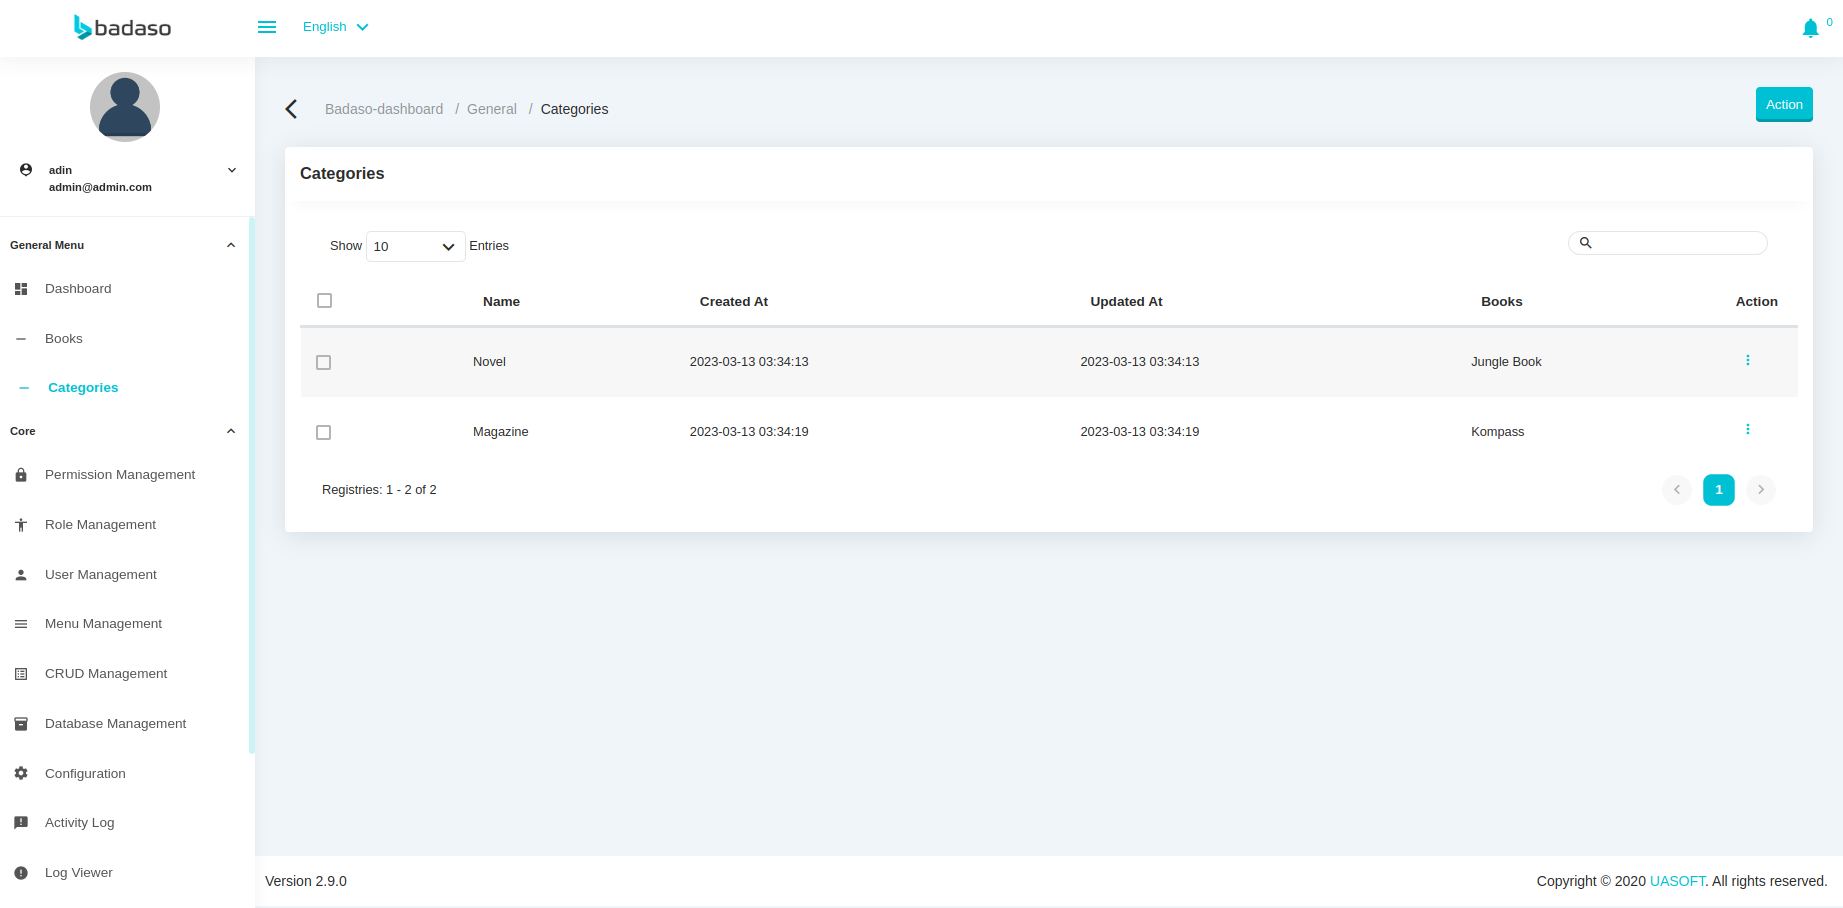 badaso
English
0
adin
admin@admin.com
General Menu
Dashboard
Books
Categories
Core
Permission Management
Role Management
User Management
Menu Management
CRUD Management
Database Management
Configuration
Activity Log
Log Viewer
Badaso-dashboard / General / Categories
Action
Categories
Show 10 Entries
Name Created At Updated At Books Action
Novel 2023-03-13 03:34:13 2023-03-13 03:34:13 Jungle Book
Magazine 2023-03-13 03:34:19 2023-03-13 03:34:19 Kompass
Registries: 1 - 2 of 2
1
Version 2.9.0
Copyright © 2020 UASOFT. All rights reserved.